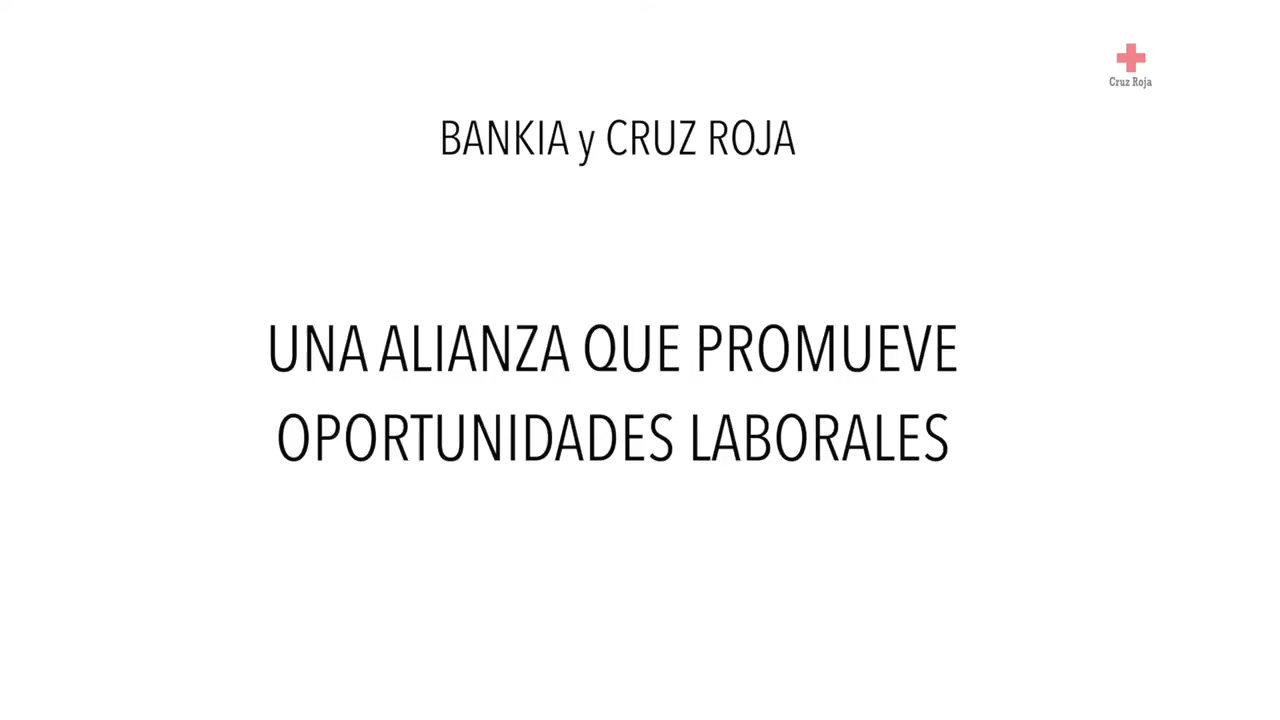 Cruz Roja
BANKIA y CRUZ ROJA
UNA ALIANZA QUE PROMUEVE
OPORTUNIDADES LABORALES